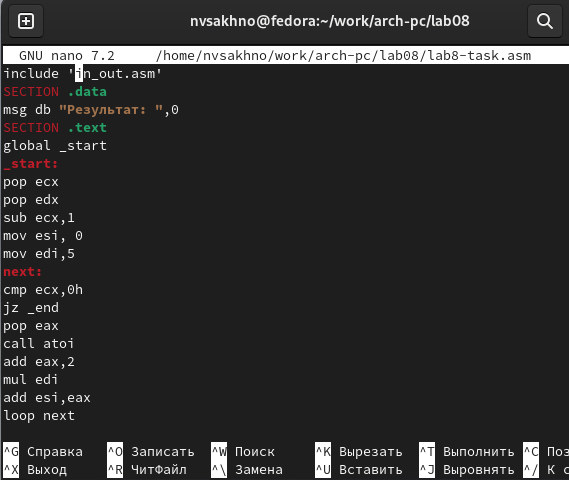 nvsakhno@fedora:~/work/arch-pc/lab08
GNU nano 7.2 /home/nvsakhno/work/arch-pc/lab08/lab8-task.asm
include 'in_out.asm'
SECTION .data
msg db "Результат: ",0
SECTION .text
global _start
_start:
pop ecx
pop edx
sub ecx,1
mov esi, 0
mov edi,5
next:
cmp ecx,0h
jz _end
pop eax
call atoi
add eax,2
mul edi
add esi,eax
loop next
^G Справка ^O Записать ^W Поиск ^K Вырезать ^T Выполнить ^C Поз
^X Выход ^R ЧитФайл ^\ Замена ^U Вставить ^J Выровнять ^/ К с